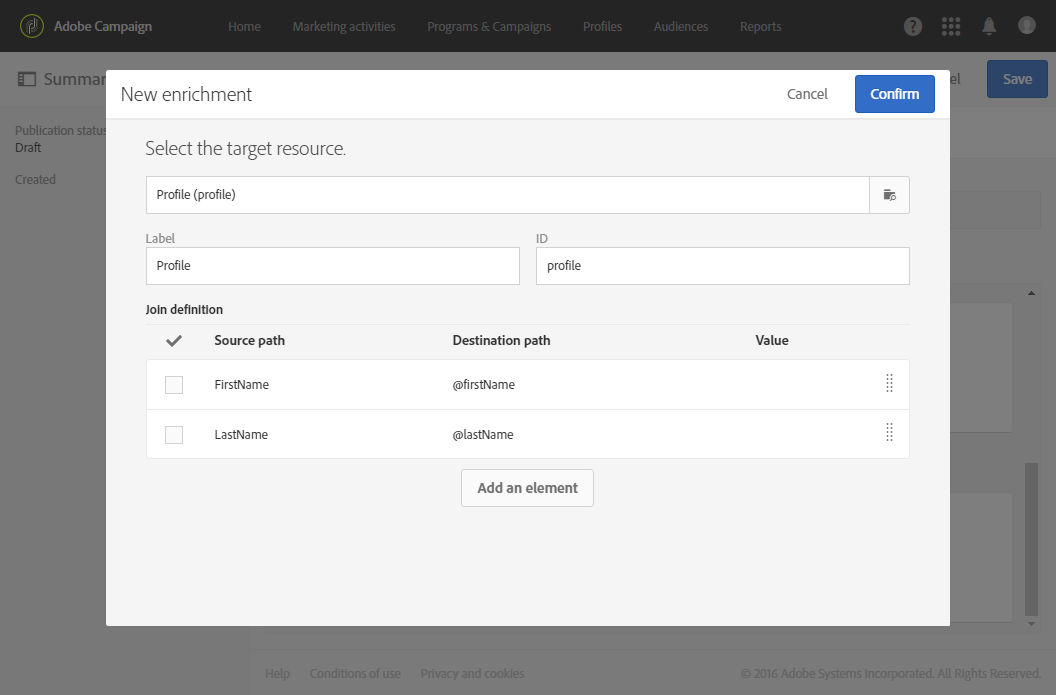 Adobe Campaign Home Marketing activities Programs & Campaigns Profiles Audiences Reports
Summar
el Save
New enrichment Cancel Confirm
Publication status
Draft
Created
Select the target resource.
Profile (profile)
Label ID
Profile profile
Join definition
Source path Destination path Value
FirstName @firstName
LastName @lastName
Add an element
Help Conditions of use Privacy and cookies © 2016 Adobe Systems Incorporated. All Rights Reserved.